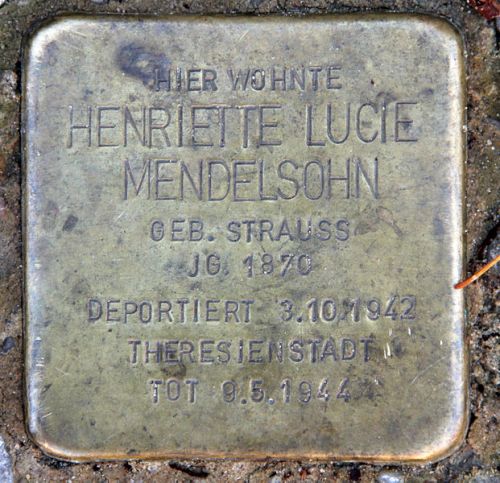 HIER WOHNTE
HENRIETTE LUCIE
MENDELSOHN
GEB. STRAUSS
JG. 1870
DEPORTIERT 3.10.1942
THERESIENSTADT
TOT 9.5.1944